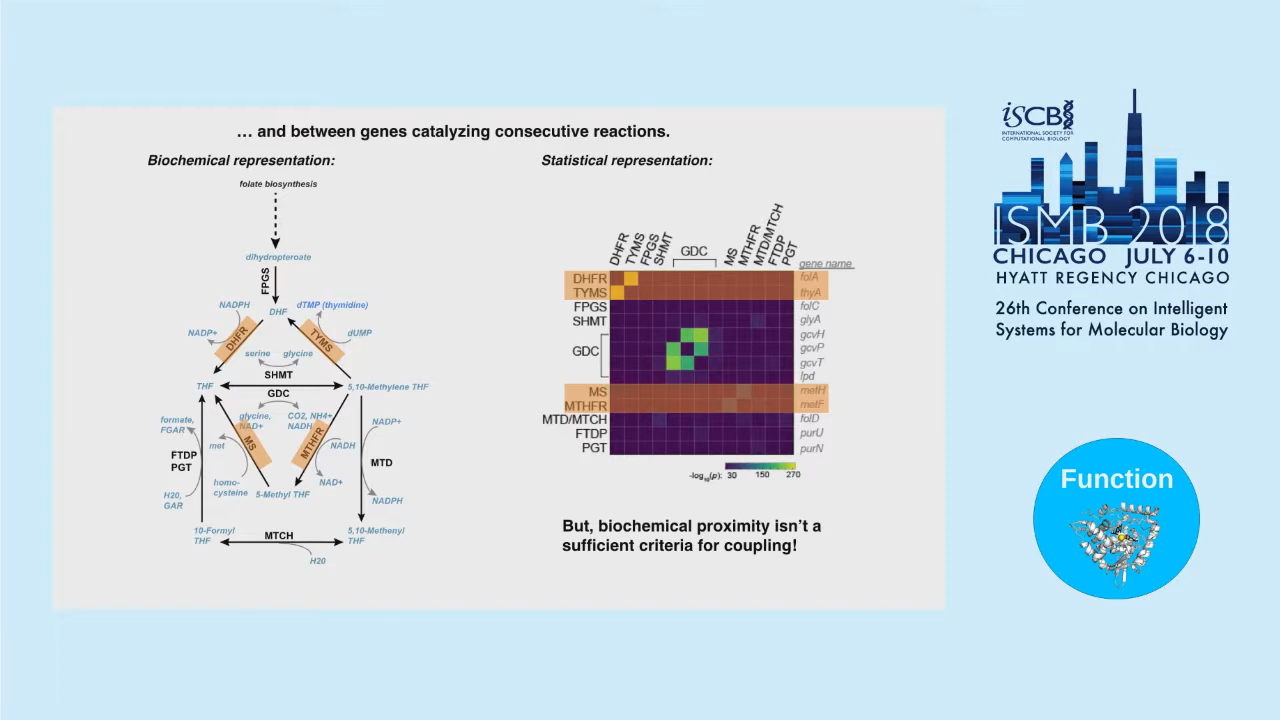 … and between genes catalyzing consecutive reactions.
Biochemical representation:
Statistical representation:
folate biosynthesis
dihydropteroate
FPGS
DHF
NADPH
NADP+
DHFR
dTMP (thymidine)
dUMP
TYMS
serine
glycine
SHMT
THF
5,10-Methylene THF
GDC
glycine,
NAD+
CO2, NH4+
NADH
formate,
FGAR
met
MS
MTHFR
NADH
NADP+
FTDP
PGT
homo-
cysteine
NAD+
MTD
5-Methyl THF
H20,
GAR
NADPH
10-Formyl
THF
MTCH
5,10-Methenyl
THF
H20
DHFR
TYMS
FPGS
SHMT
GDC
MS
MTHFR
MTD/MTCH
FTDP
PGT
gene name
DHFR folA
TYMS thyA
FPGS folC
SHMT glyA
gcvH
GDC gcvP
gcvT
lpd
MS metH
MTHFR metF
MTD/MTCH folD
FTDP purU
PGT purN
-log10(p): 30 150 270
But, biochemical proximity isn't a
sufficient criteria for coupling!
iSCB
INTERNATIONAL SOCIETY FOR
COMPUTATIONAL BIOLOGY
ISMB 2018
CHICAGO JULY 6-10
HYATT REGENCY CHICAGO
26th Conference on Intelligent
Systems for Molecular Biology
Function